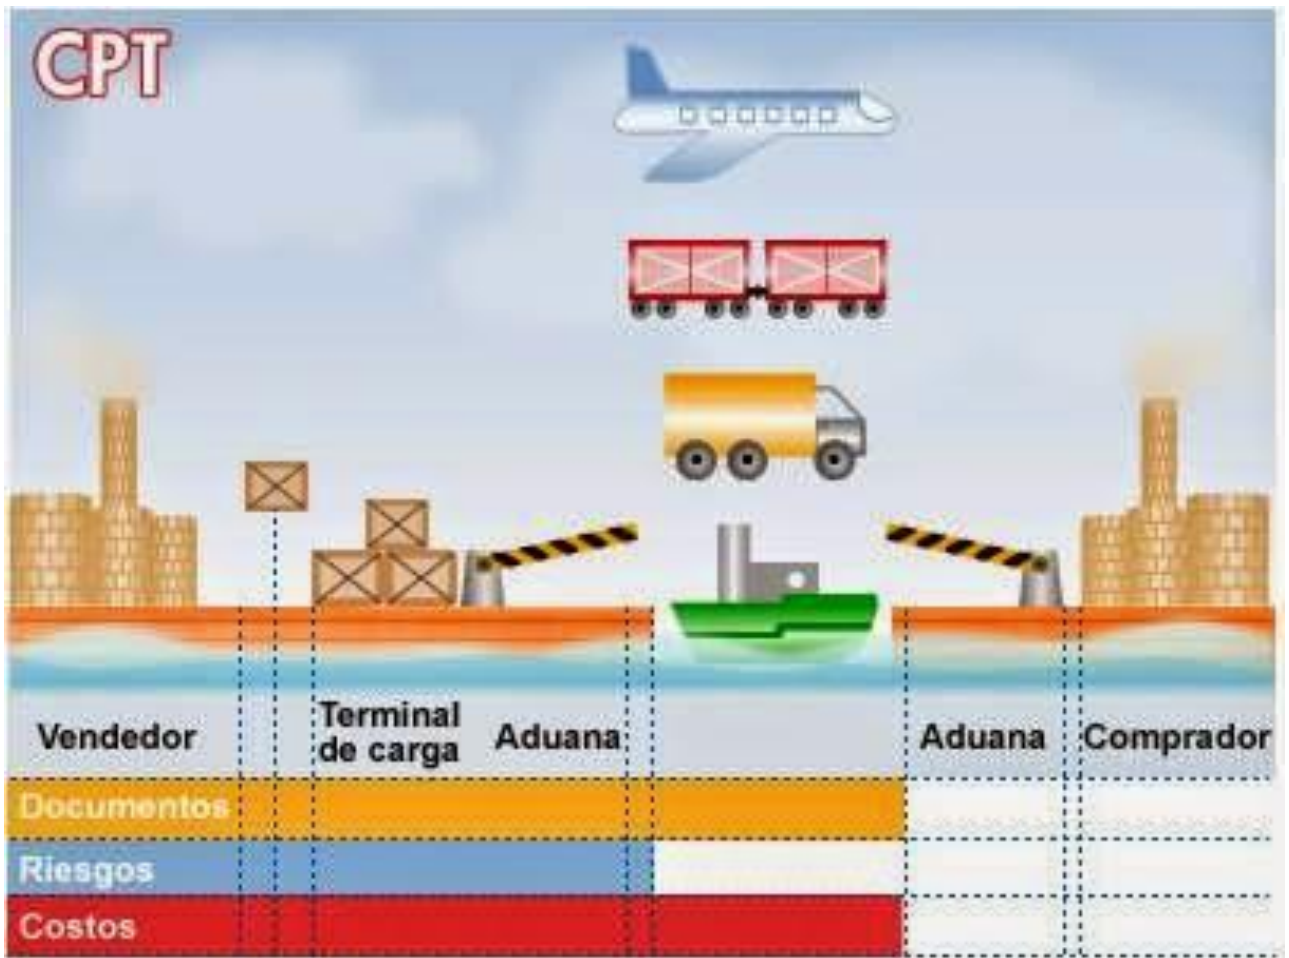 CPT
Vendedor
Terminal
de carga
Aduana
Aduana
Comprador
Documentos
Riesgos
Costos